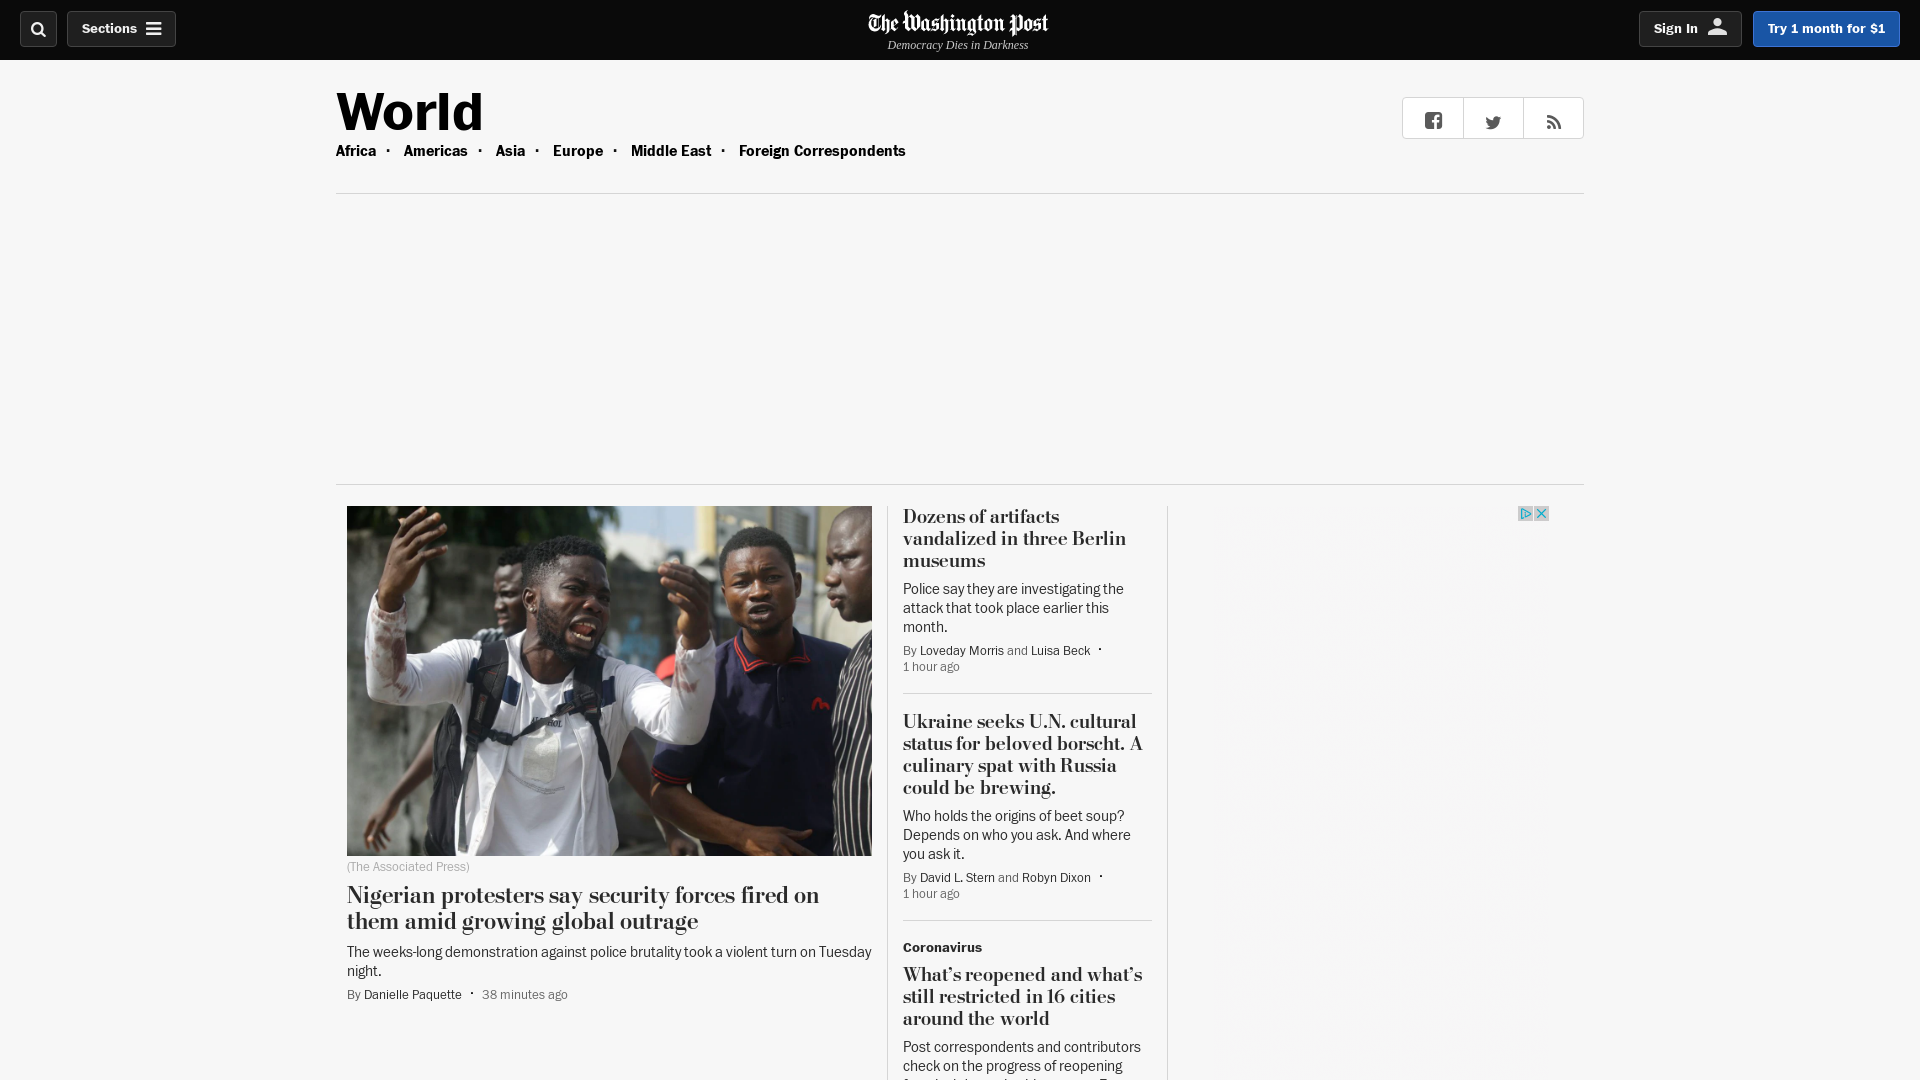 Sections
The Washington Post
Democracy Dies in Darkness
Sign In
Try 1 month for $1
World
Africa · Americas · Asia · Europe · Middle East · Foreign Correspondents
(The Associated Press)
Nigerian protesters say security forces fired on
them amid growing global outrage
The weeks-long demonstration against police brutality took a violent turn on Tuesday
night.
By Danielle Paquette · 38 minutes ago
Dozens of artifacts
vandalized in three Berlin
museums
Police say they are investigating the
attack that took place earlier this
month.
By Loveday Morris and Luisa Beck ·
1 hour ago
Ukraine seeks U.N. cultural
status for beloved borscht. A
culinary spat with Russia
could be brewing.
Who holds the origins of beet soup?
Depends on who you ask. And where
you ask it.
By David L. Stern and Robyn Dixon ·
1 hour ago
Coronavirus
What's reopened and what's
still restricted in 16 cities
around the world
Post correspondents and contributors
check on the progress of reopening